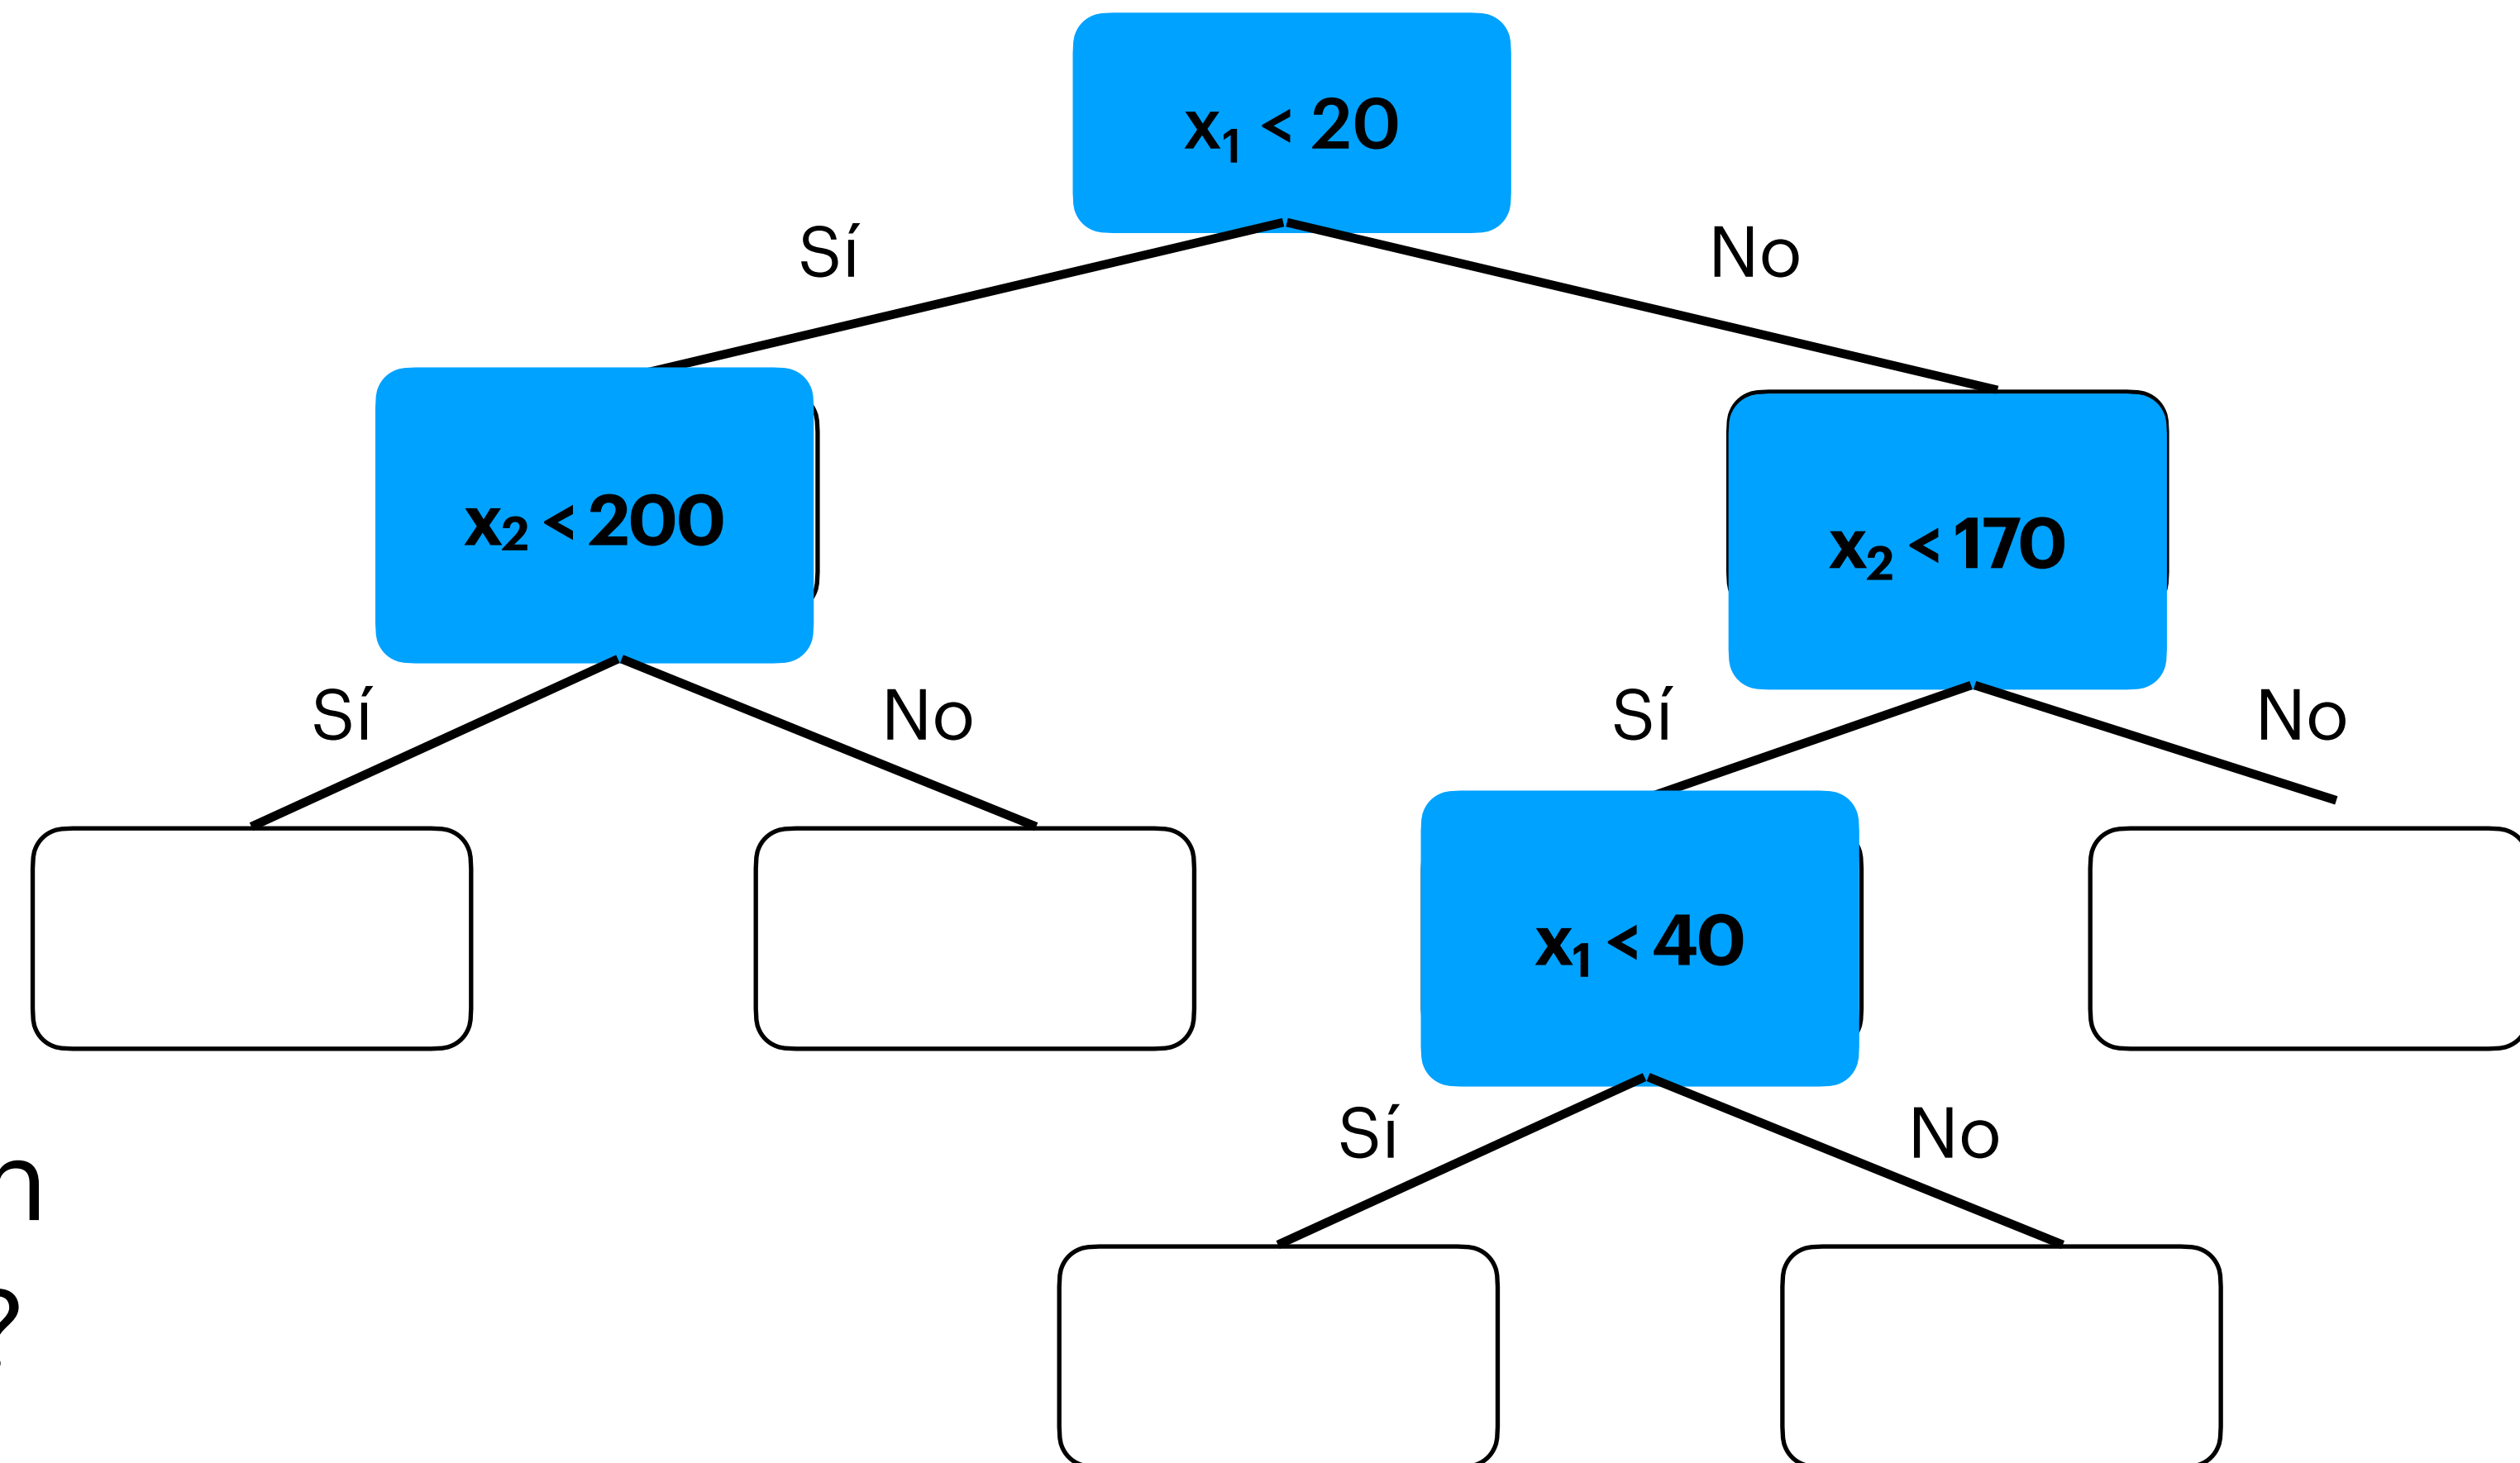 x₁ < 20
Sí
No
x₂ < 200
x₂ < 170
Sí
No
Sí
No
x₁ < 40
Sí
No
n
?